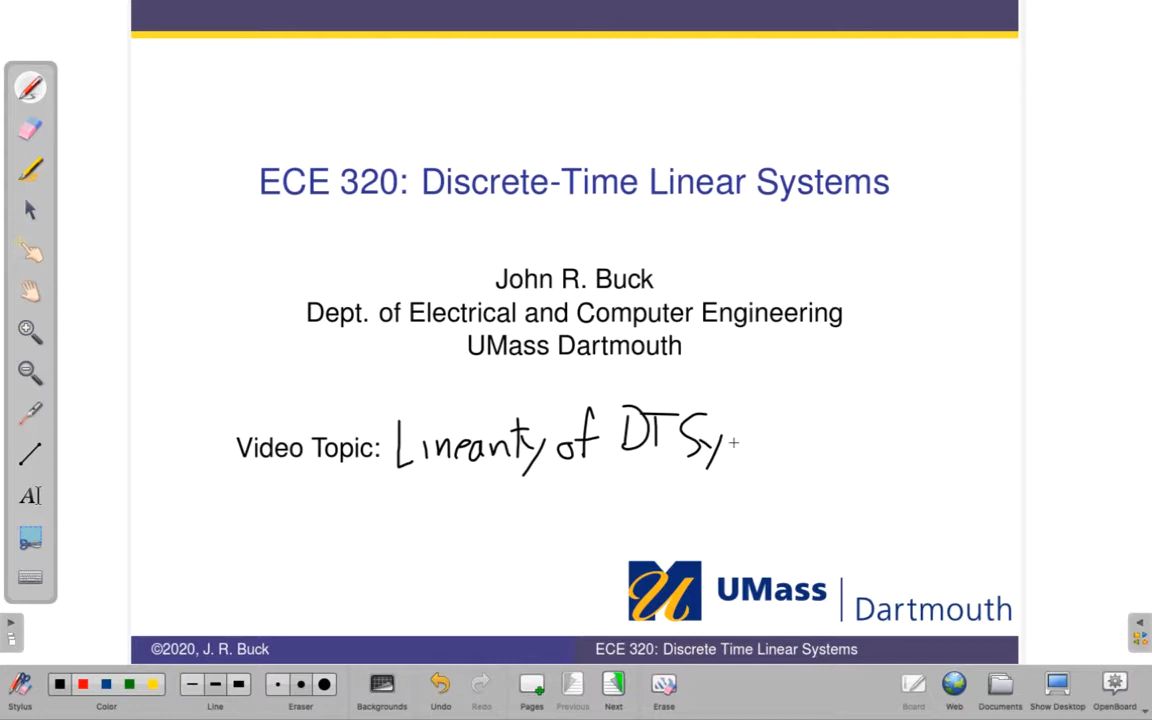 ECE 320: Discrete-Time Linear Systems
John R. Buck
Dept. of Electrical and Computer Engineering
UMass Dartmouth
Video Topic: Linearity of DT Sy
UMass | Dartmouth
©2020, J. R. Buck ECE 320: Discrete Time Linear Systems
Stylus Color Line Eraser Backgrounds Undo Redo Pages Previous Next Erase Board Web Documents Show Desktop OpenBoard